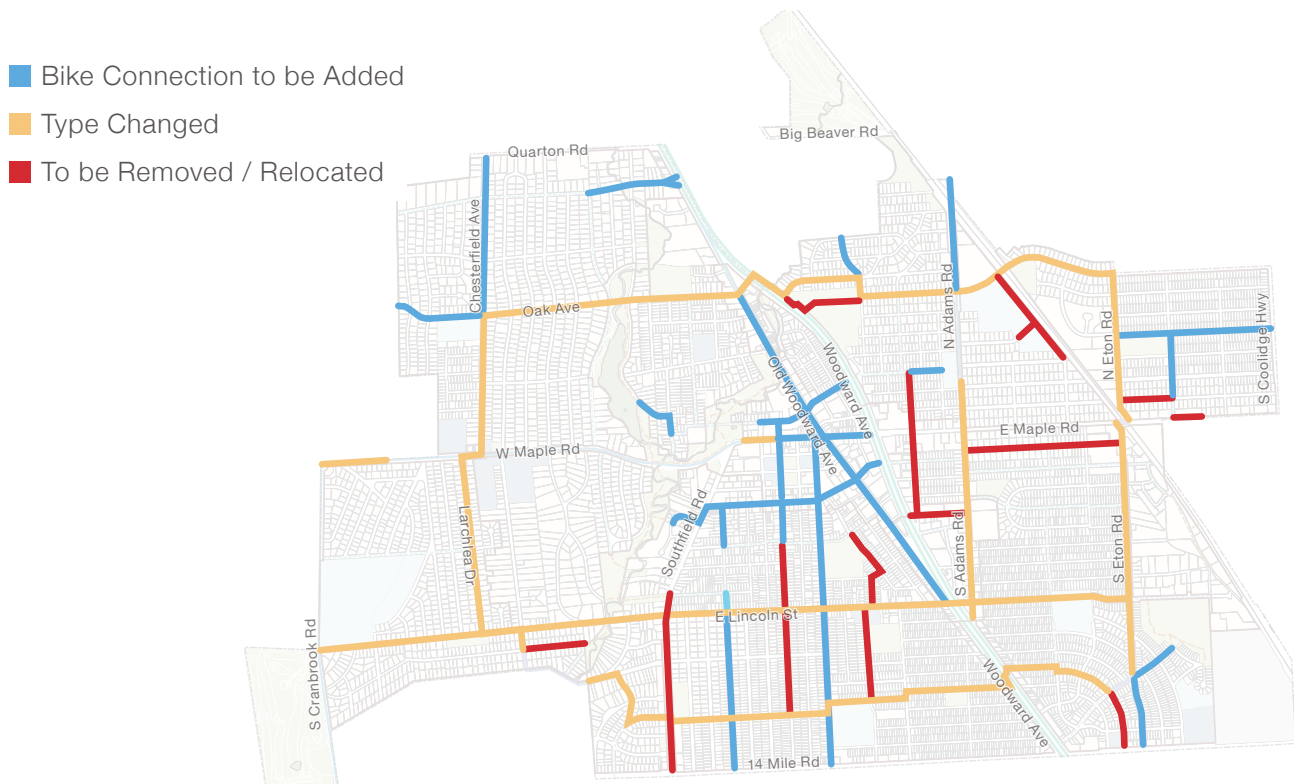 Bike Connection to be Added
Type Changed
To be Removed / Relocated
Big Beaver Rd
Quarton Rd
Chesterfield Ave
Oak Ave
N Adams Rd
N Eton Rd
S Coolidge Hwy
Woodward Ave
Old Woodward Ave
E Maple Rd
W Maple Rd
Southfield Rd
Larchlea Dr
S Adams Rd
S Eton Rd
E Lincoln St
S Cranbrook Rd
Woodward Ave
14 Mile Rd